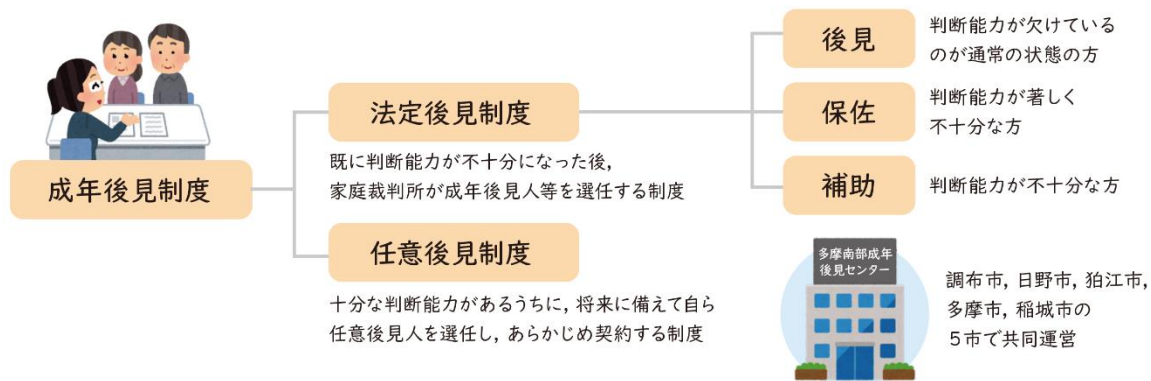 成年後見制度
法定後見制度
既に判断能力が不十分になった後,
家庭裁判所が成年後見人等を選任する制度
任意後見制度
十分な判断能力があるうちに, 将来に備えて自ら
任意後見人を選任し, あらかじめ契約する制度
後見
判断能力が欠けている
のが通常の状態の方
保佐
判断能力が著しく
不十分な方
補助
判断能力が不十分な方
多摩南部成年
後見センター
調布市, 日野市, 狛江市,
多摩市, 稲城市の
5市で共同運営